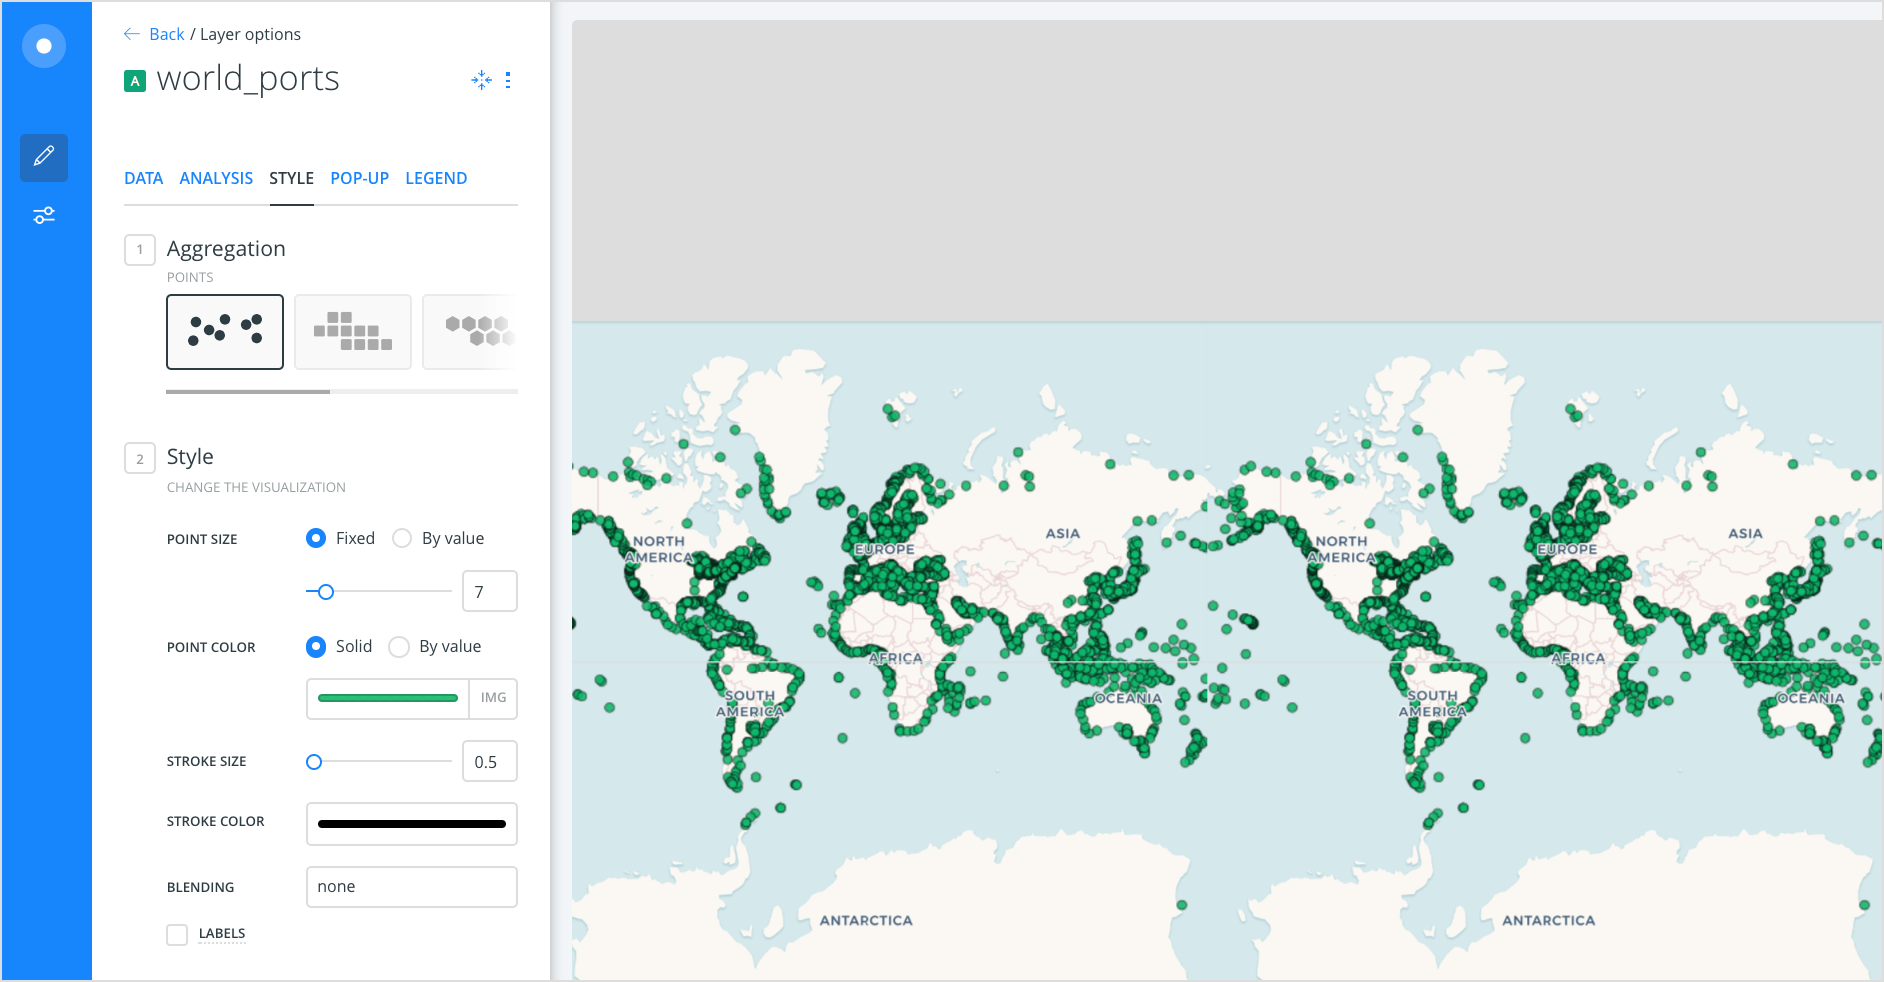 ← Back / Layer options
A world_ports
DATA ANALYSIS STYLE POP-UP LEGEND
1 Aggregation
POINTS
2 Style
CHANGE THE VISUALIZATION
POINT SIZE Fixed By value
7
POINT COLOR Solid By value
IMG
STROKE SIZE 0.5
STROKE COLOR
BLENDING none
LABELS
NORTH
AMERICA
EUROPE
ASIA
AFRICA
SOUTH
AMERICA
OCEANIA
ANTARCTICA
NORTH
AMERICA
EUROPE
ASIA
AFRICA
SOUTH
AMERICA
OCEANIA
ANTARCTICA